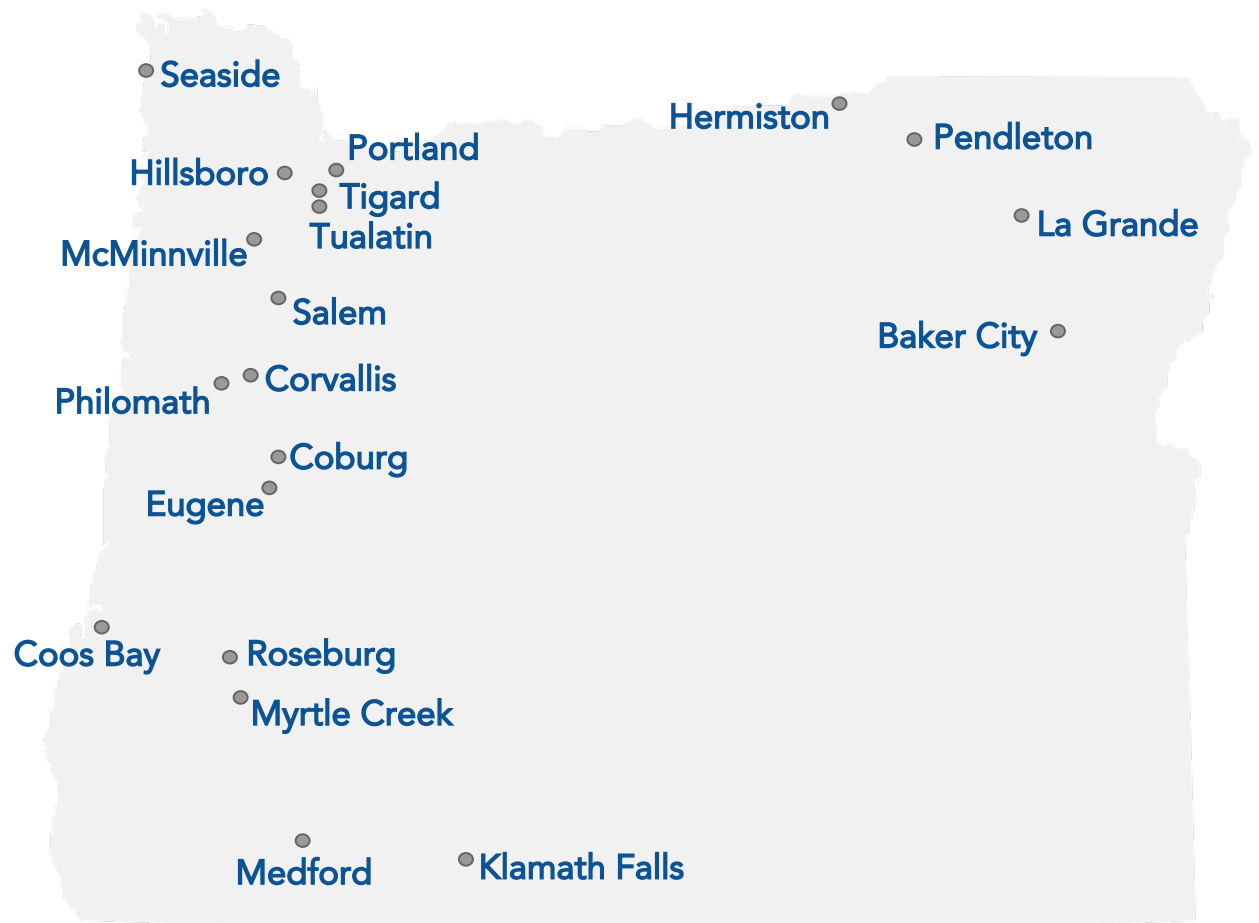 Seaside
Hermiston
Pendleton
Portland
Hillsboro
Tigard
La Grande
Tualatin
McMinnville
Salem
Baker City
Corvallis
Philomath
Coburg
Eugene
Coos Bay
Roseburg
Myrtle Creek
Medford
Klamath Falls